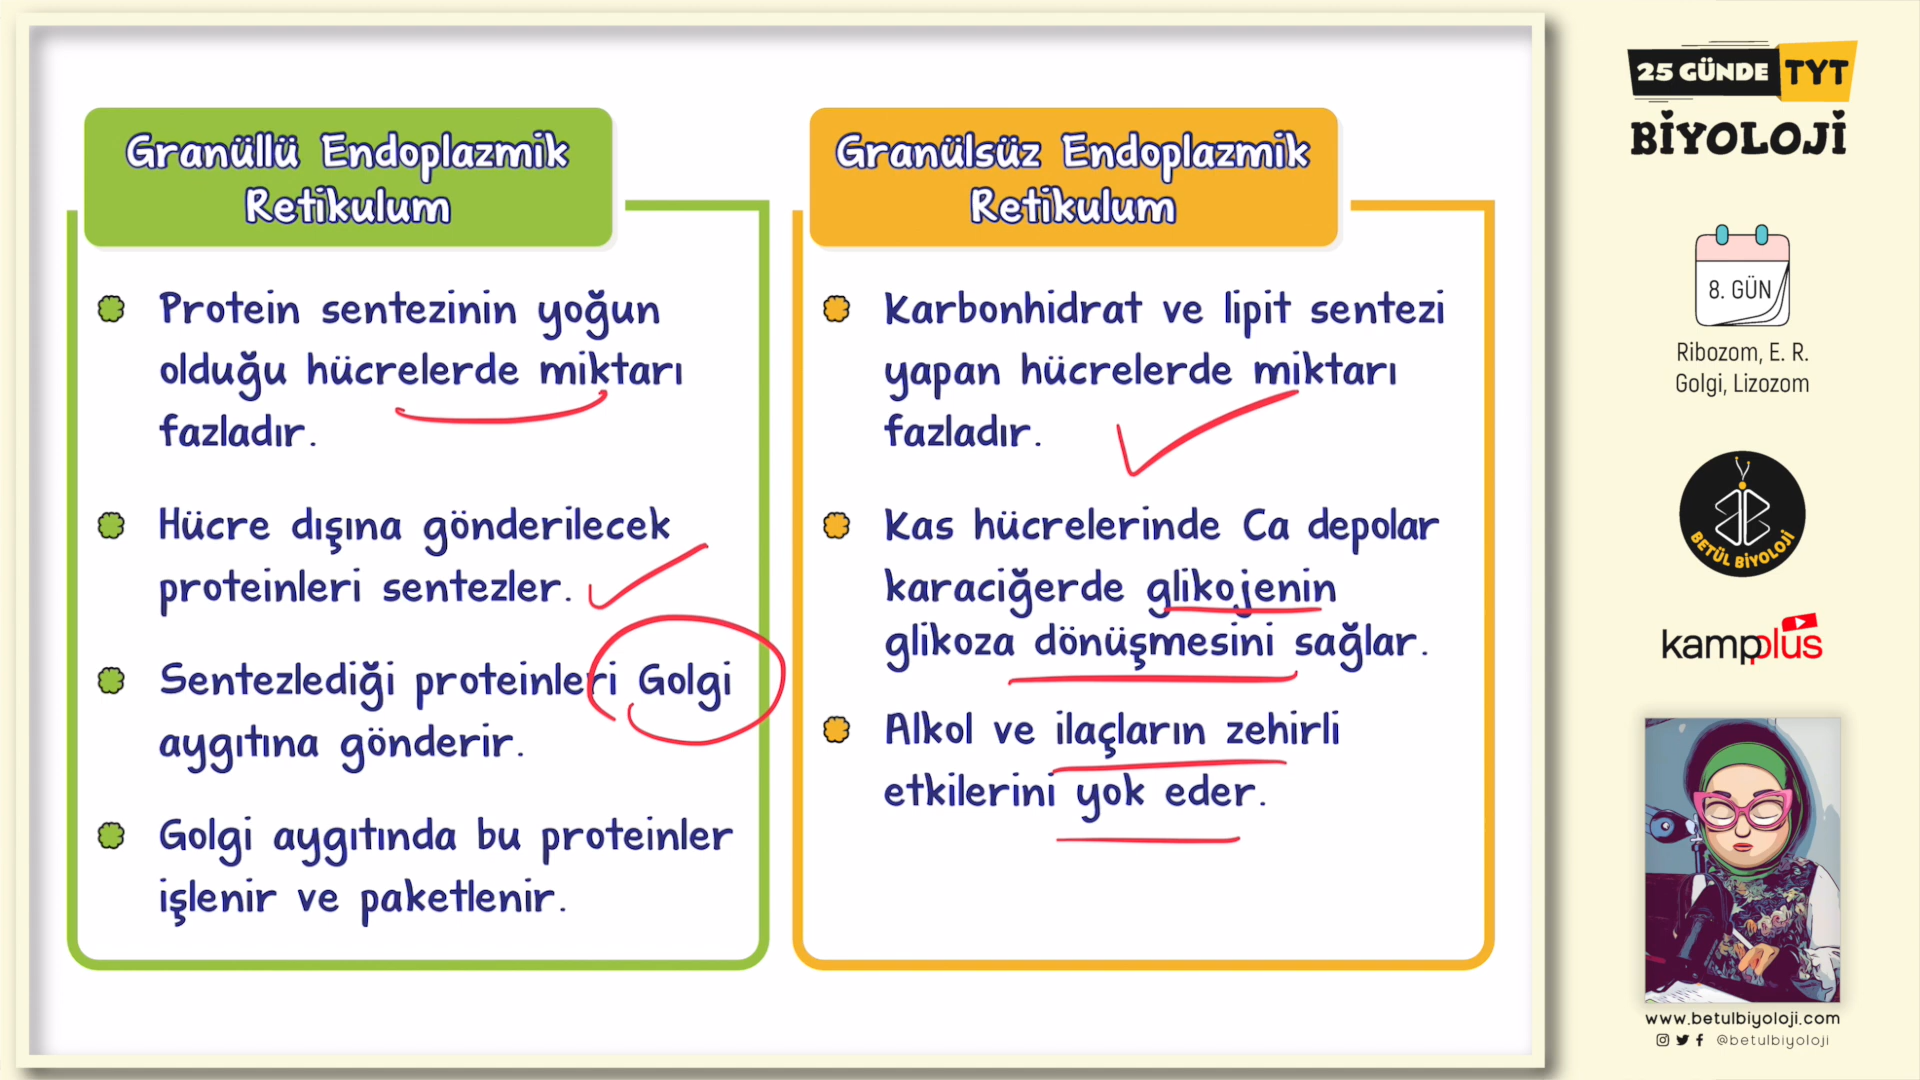 Granüllü Endoplazmik
Retikulum
Protein sentezinin yoğun
olduğu hücrelerde miktarı
fazladır.
Hücre dışına gönderilecek
proteinleri sentezler.
Sentezlediği proteinleri Golgi
aygıtına gönderir.
Golgi aygıtında bu proteinler
işlenir ve paketlenir.
Granülsüz Endoplazmik
Retikulum
Karbonhidrat ve lipit sentezi
yapan hücrelerde miktarı
fazladır.
Kas hücrelerinde Ca depolar
karaciğerde glikojenin
glikoza dönüşmesini sağlar.
Alkol ve ilaçların zehirli
etkilerini yok eder.
25 GÜNDE TYT
BİYOLOJİ
8. GÜN
Ribozom, E. R.
Golgi, Lizozom
BETÜL BİYOLOJİ
kampplus
www.betulbiyoloji.com
@betulbiyoloji